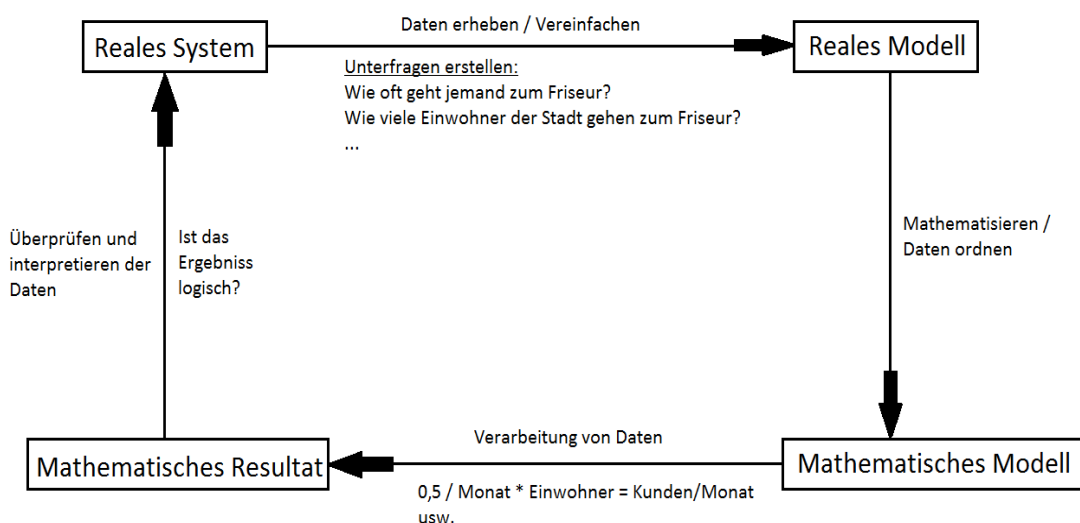 Daten erheben / Vereinfachen
Reales System
Reales Modell
Unterfragen erstellen:
Wie oft geht jemand zum Friseur?
Wie viele Einwohner der Stadt gehen zum Friseur?
...
Überprüfen und
interpretieren der
Daten
Ist das
Ergebniss
logisch?
Mathematisieren /
Daten ordnen
Verarbeitung von Daten
Mathematisches Resultat
Mathematisches Modell
0,5 / Monat * Einwohner = Kunden/Monat
usw.